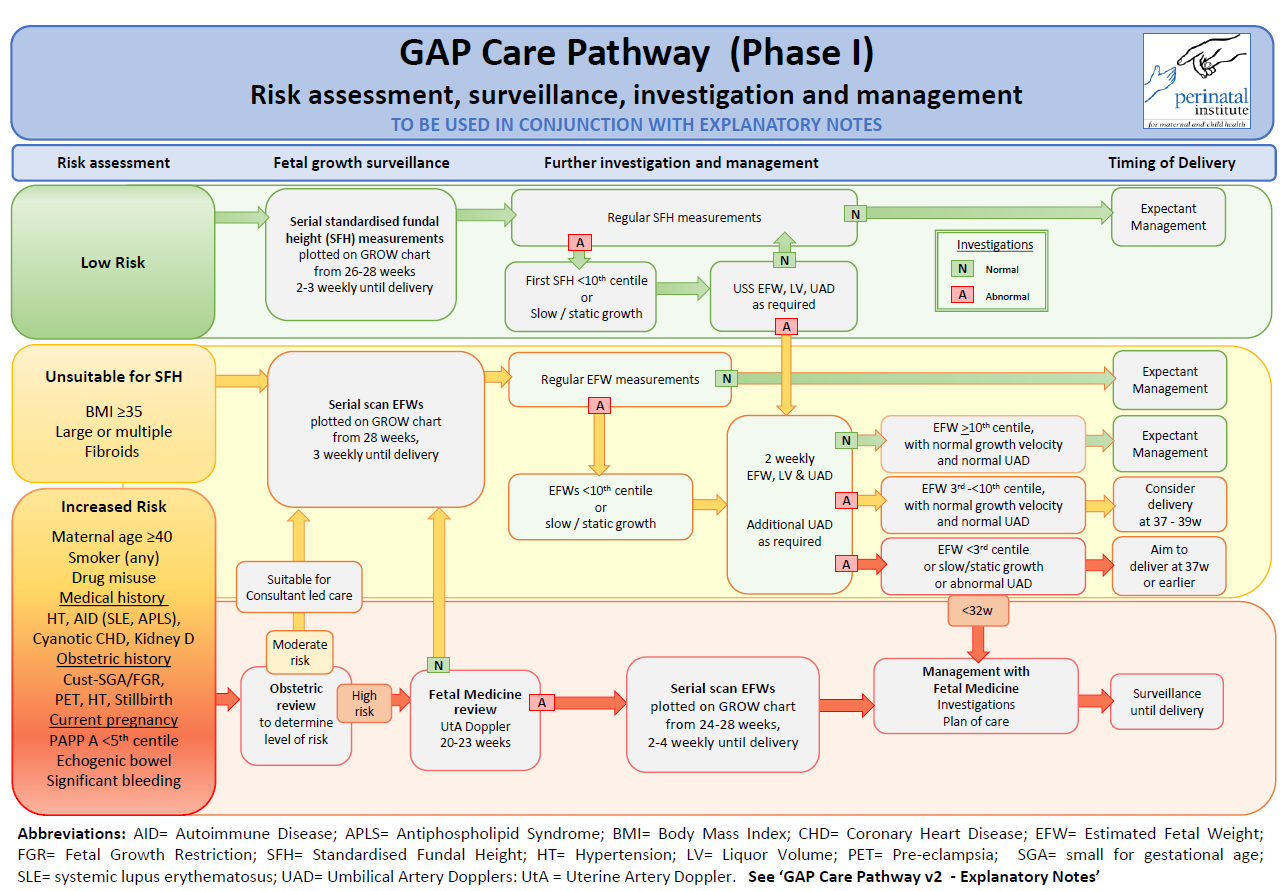 GAP Care Pathway (Phase I)
Risk assessment, surveillance, investigation and management
TO BE USED IN CONJUNCTION WITH EXPLANATORY NOTES
perinatal
institute
for maternal and child health
Risk assessment
Fetal growth surveillance
Further investigation and management
Timing of Delivery
Low Risk
Serial standardised fundal
height (SFH) measurements
plotted on GROW chart
from 26-28 weeks
2-3 weekly until delivery
Regular SFH measurements
N
Expectant
Management
A
First SFH <10th centile
or
Slow / static growth
N
USS EFW, LV, UAD
as required
A
Investigations
N Normal
A Abnormal
Unsuitable for SFH
BMI ≥35
Large or multiple
Fibroids
Serial scan EFWs
plotted on GROW chart
from 28 weeks,
3 weekly until delivery
Regular EFW measurements
N
Expectant
Management
A
EFWs <10th centile
or
slow / static growth
2 weekly
EFW, LV & UAD
Additional UAD
as required
N
EFW ≥10th centile,
with normal growth velocity
and normal UAD
Expectant
Management
A
EFW 3rd -<10th centile,
with normal growth velocity
and normal UAD
Consider
delivery
at 37 - 39w
A
EFW <3rd centile
or slow/static growth
or abnormal UAD
Aim to
deliver at 37w
or earlier
Increased Risk
Maternal age ≥40
Smoker (any)
Drug misuse
Medical history
HT, AID (SLE, APLS),
Cyanotic CHD, Kidney D
Obstetric history
Cust-SGA/FGR,
PET, HT, Stillbirth
Current pregnancy
PAPP A <5th centile
Echogenic bowel
Significant bleeding
Suitable for
Consultant led care
Moderate
risk
Obstetric
review
to determine
level of risk
High
risk
N
Fetal Medicine
review
UtA Doppler
20-23 weeks
A
Serial scan EFWs
plotted on GROW chart
from 24-28 weeks,
2-4 weekly until delivery
<32w
Management with
Fetal Medicine
Investigations
Plan of care
Surveillance
until delivery
Abbreviations: AID= Autoimmune Disease; APLS= Antiphospholipid Syndrome; BMI= Body Mass Index; CHD= Coronary Heart Disease; EFW= Estimated Fetal Weight;
FGR= Fetal Growth Restriction; SFH= Standardised Fundal Height; HT= Hypertension; LV= Liquor Volume; PET= Pre-eclampsia; SGA= small for gestational age;
SLE= systemic lupus erythematosus; UAD= Umbilical Artery Dopplers: UtA = Uterine Artery Doppler. See ‘GAP Care Pathway v2 - Explanatory Notes’